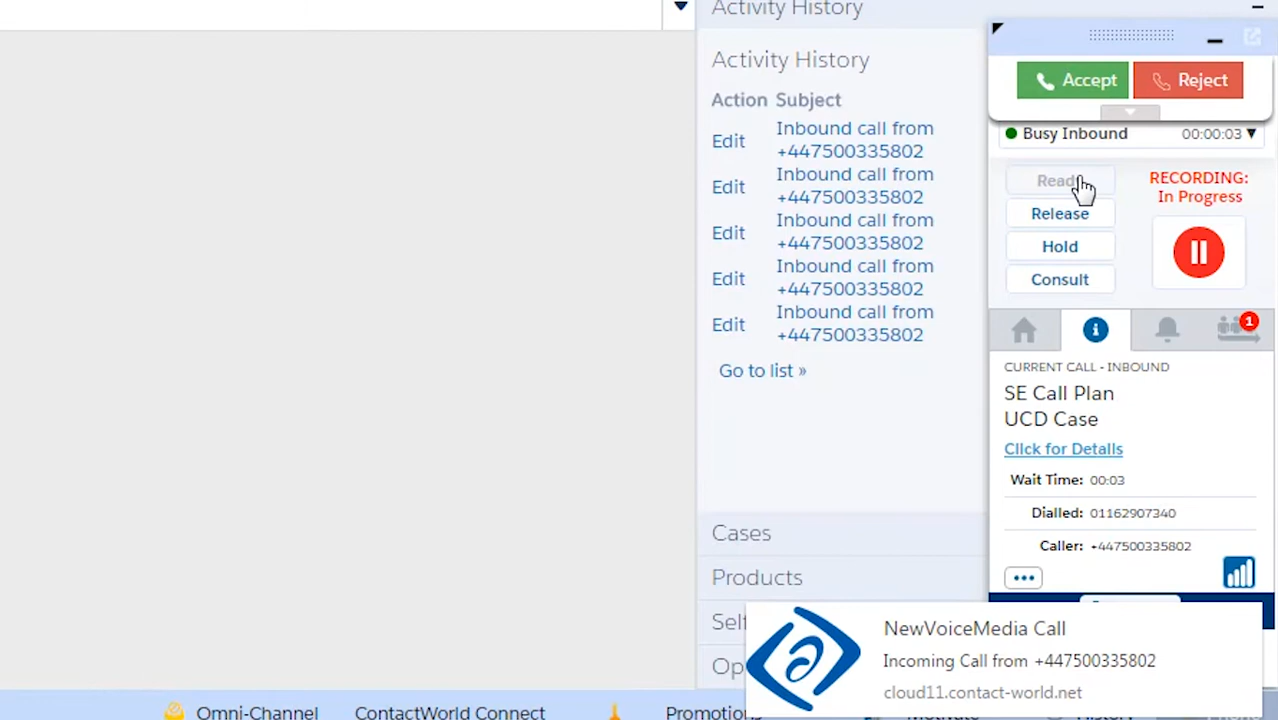 Activity History
Activity History
Action Subject
Edit
Inbound call from
+447500335802
Edit
Inbound call from
+447500335802
Edit
Inbound call from
+447500335802
Edit
Inbound call from
+447500335802
Edit
Inbound call from
+447500335802
Go to list »
Cases
Products
Accept
Reject
Busy Inbound 00:00:03
Release
Hold
Consult
RECORDING:
In Progress
1
CURRENT CALL - INBOUND
SE Call Plan
UCD Case
Click for Details
Wait Time: 00:03
Dialled: 01162907340
Caller: +447500335802
NewVoiceMedia Call
Incoming Call from +447500335802
cloud11.contact-world.net
Omni-Channel
ContactWorld Connect